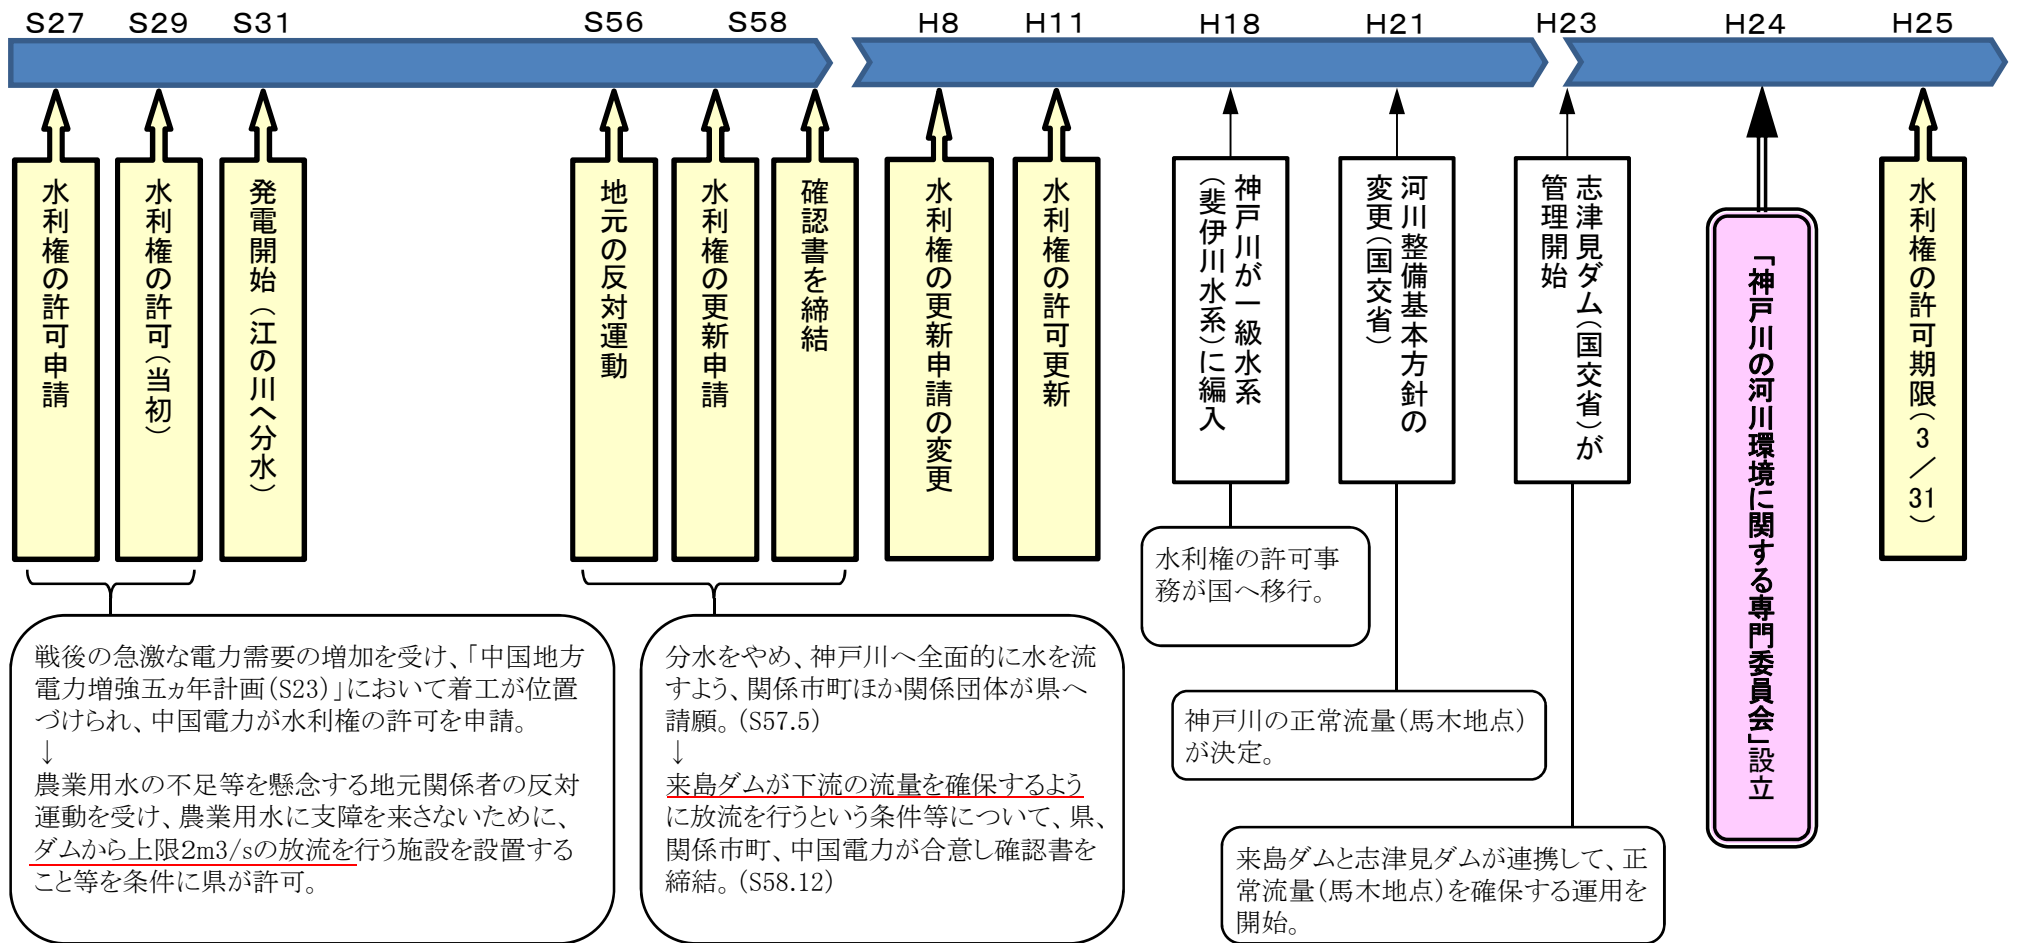 S27 S29 S31 S56 S58 H8 H11 H18 H21 H23 H24 H25
水利権の許可申請
水利権の許可(当初)
発電開始(江の川へ分水)
地元の反対運動
水利権の更新申請
確認書を締結
水利権の更新申請の変更
水利権の許可更新
神戸川が一級水系
(斐伊川水系)に編入
河川整備基本方針の
変更(国交省)
志津見ダム(国交省)が
管理開始
「神戸川の河川環境に関する専門委員会」設立
水利権の許可期限(3/31)
戦後の急激な電力需要の増加を受け、「中国地方
電力増強五ヵ年計画(S23)」において着工が位置
づけられ、中国電力が水利権の許可を申請。
↓
農業用水の不足等を懸念する地元関係者の反対
運動を受け、農業用水に支障を来さないために、
ダムから上限2m3/sの放流を行う施設を設置する
こと等を条件に県が許可。
分水をやめ、神戸川へ全面的に水を流
すよう、関係市町ほか関係団体が県へ
請願。(S57.5)
↓
来島ダムが下流の流量を確保するよう
に放流を行うという条件等について、県、
関係市町、中国電力が合意し確認書を
締結。(S58.12)
水利権の許可事
務が国へ移行。
神戸川の正常流量(馬木地点)
が決定。
来島ダムと志津見ダムが連携して、正
常流量(馬木地点)を確保する運用を
開始。